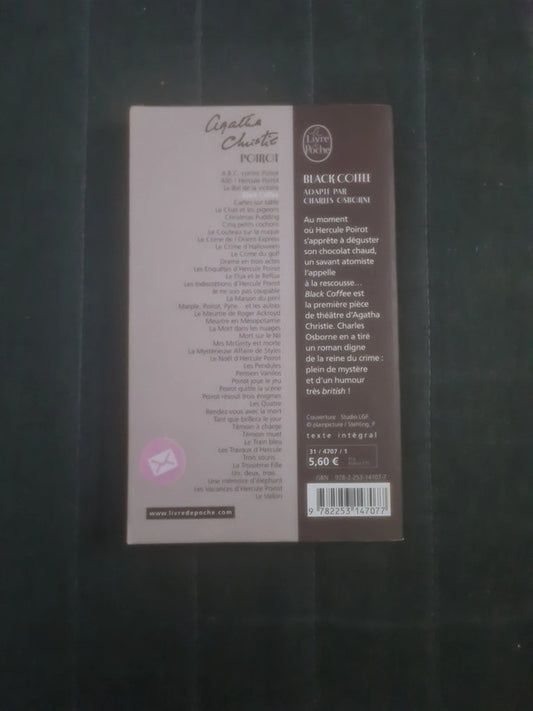 Agatha
Christie
POIROT
A.B.C. contre Poirot
Allô ! Hercule Poirot
Le Bal de la victoire
Black Coffee
Cartes sur table
Le Chat et les pigeons
Christmas Pudding
Cinq petits cochons
Le Couteau sur la nuque
Le Crime de l'Orient-Express
Le Crime d'Halloween
Le Crime du golf
Drame en trois actes
Les Enquêtes d'Hercule Poirot
Le Flux et le Reflux
Les Indiscrétions d'Hercule Poirot
Je ne suis pas coupable
La Maison du péril
Marple, Poirot, Pyne... et les autres
Le Meurtre de Roger Ackroyd
Meurtre en Mésopotamie
La Mort dans les nuages
Mort sur le Nil
Mrs McGinty est morte
La Mystérieuse Affaire de Styles
Le Noël d'Hercule Poirot
Les Pendules
Pension Vanilos
Poirot joue le jeu
Poirot quitte la scène
Poirot résout trois énigmes
Les Quatre
Rendez-vous avec la mort
Tant que brillera le jour
Témoin à charge
Témoin muet
Le Train bleu
Les Travaux d'Hercule
Trois souris...
La Troisième Fille
Un, deux, trois...
Une mémoire d'éléphant
Les Vacances d'Hercule Poirot
Le Vallon
www.livredepoche.com
Le
Livre
de
Poche
BLACK COFFEE
ADAPTÉ PAR
CHARLES OSBORNE
Au moment
où Hercule Poirot
s'apprête à déguster
son chocolat chaud,
un savant atomiste
l'appelle
à la rescousse...
Black Coffee est
la première pièce
de théâtre d'Agatha
Christie. Charles
Osborne en a tiré
un roman digne
de la reine du crime :
plein de mystère
et d'un humour
très british !
Couverture : Studio LGF.
© plainpicture / Stehling, P.
texte intégral
31 / 4707 / 1
5,60 €
ISBN 978-2-253-14707-7
9 782253 147077